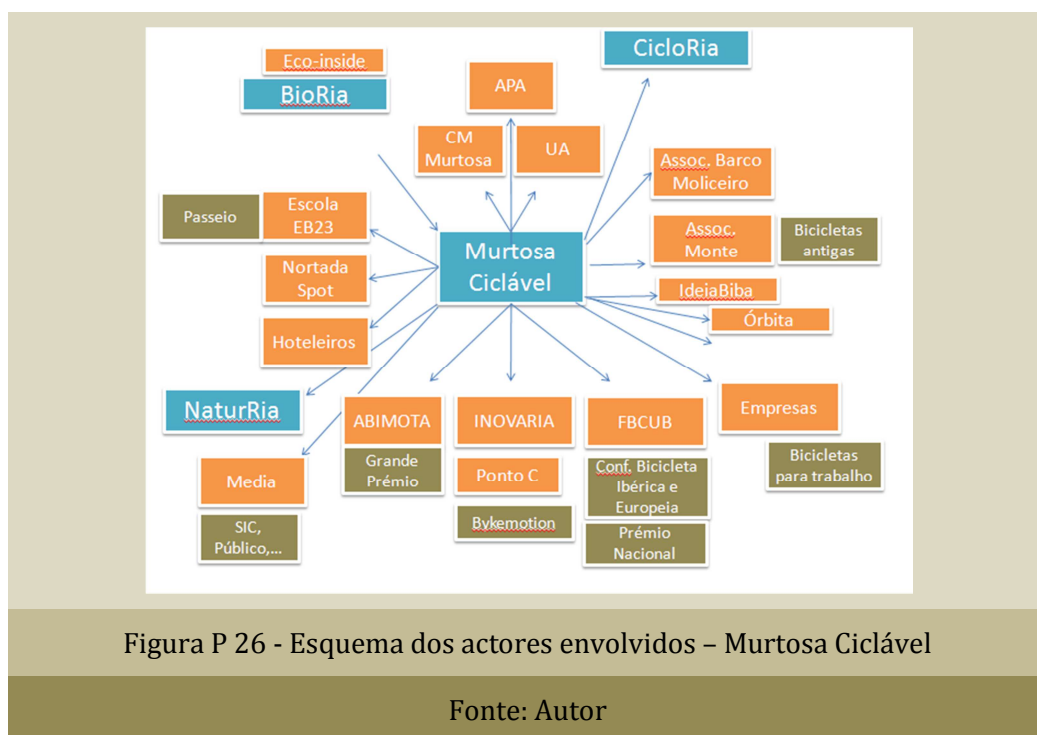 CicloRia
Eco-inside
BioRia
APA
CM
Murtosa
UA
Assoc. Barco
Moliceiro
Passeio
Escola
EB23
Murtosa
Ciclável
Assoc.
Monte
Bicicletas
antigas
Nortada
Spot
IdeiaBiba
Órbita
Hoteleiros
NaturRia
ABIMOTA
INOVARIA
FBCUB
Empresas
Grande
Prémio
Ponto C
Conf. Bicicleta
Ibérica e
Europeia
Bicicletas
para trabalho
Media
Bykemotion
SIC,
Público,...
Prémio
Nacional
Figura P 26 - Esquema dos actores envolvidos – Murtosa Ciclável
Fonte: Autor